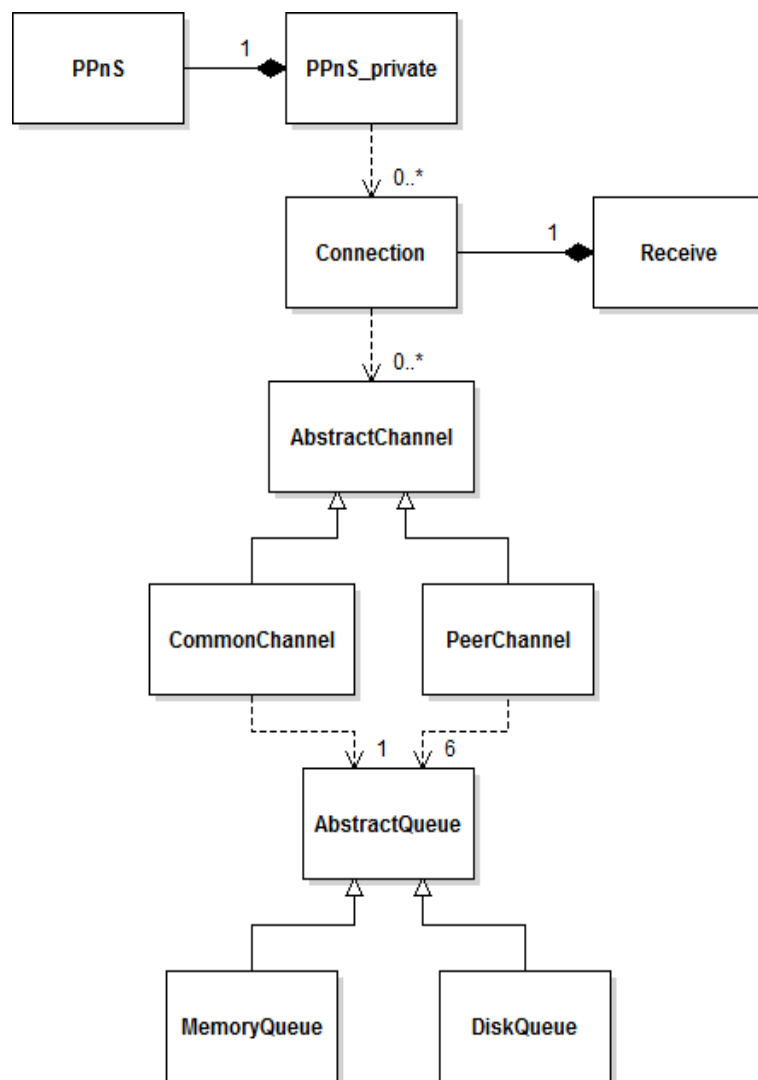 PPnS
1
PPnS_private
0..*
Connection
1
Receive
0..*
AbstractChannel
CommonChannel
PeerChannel
1
6
AbstractQueue
MemoryQueue
DiskQueue